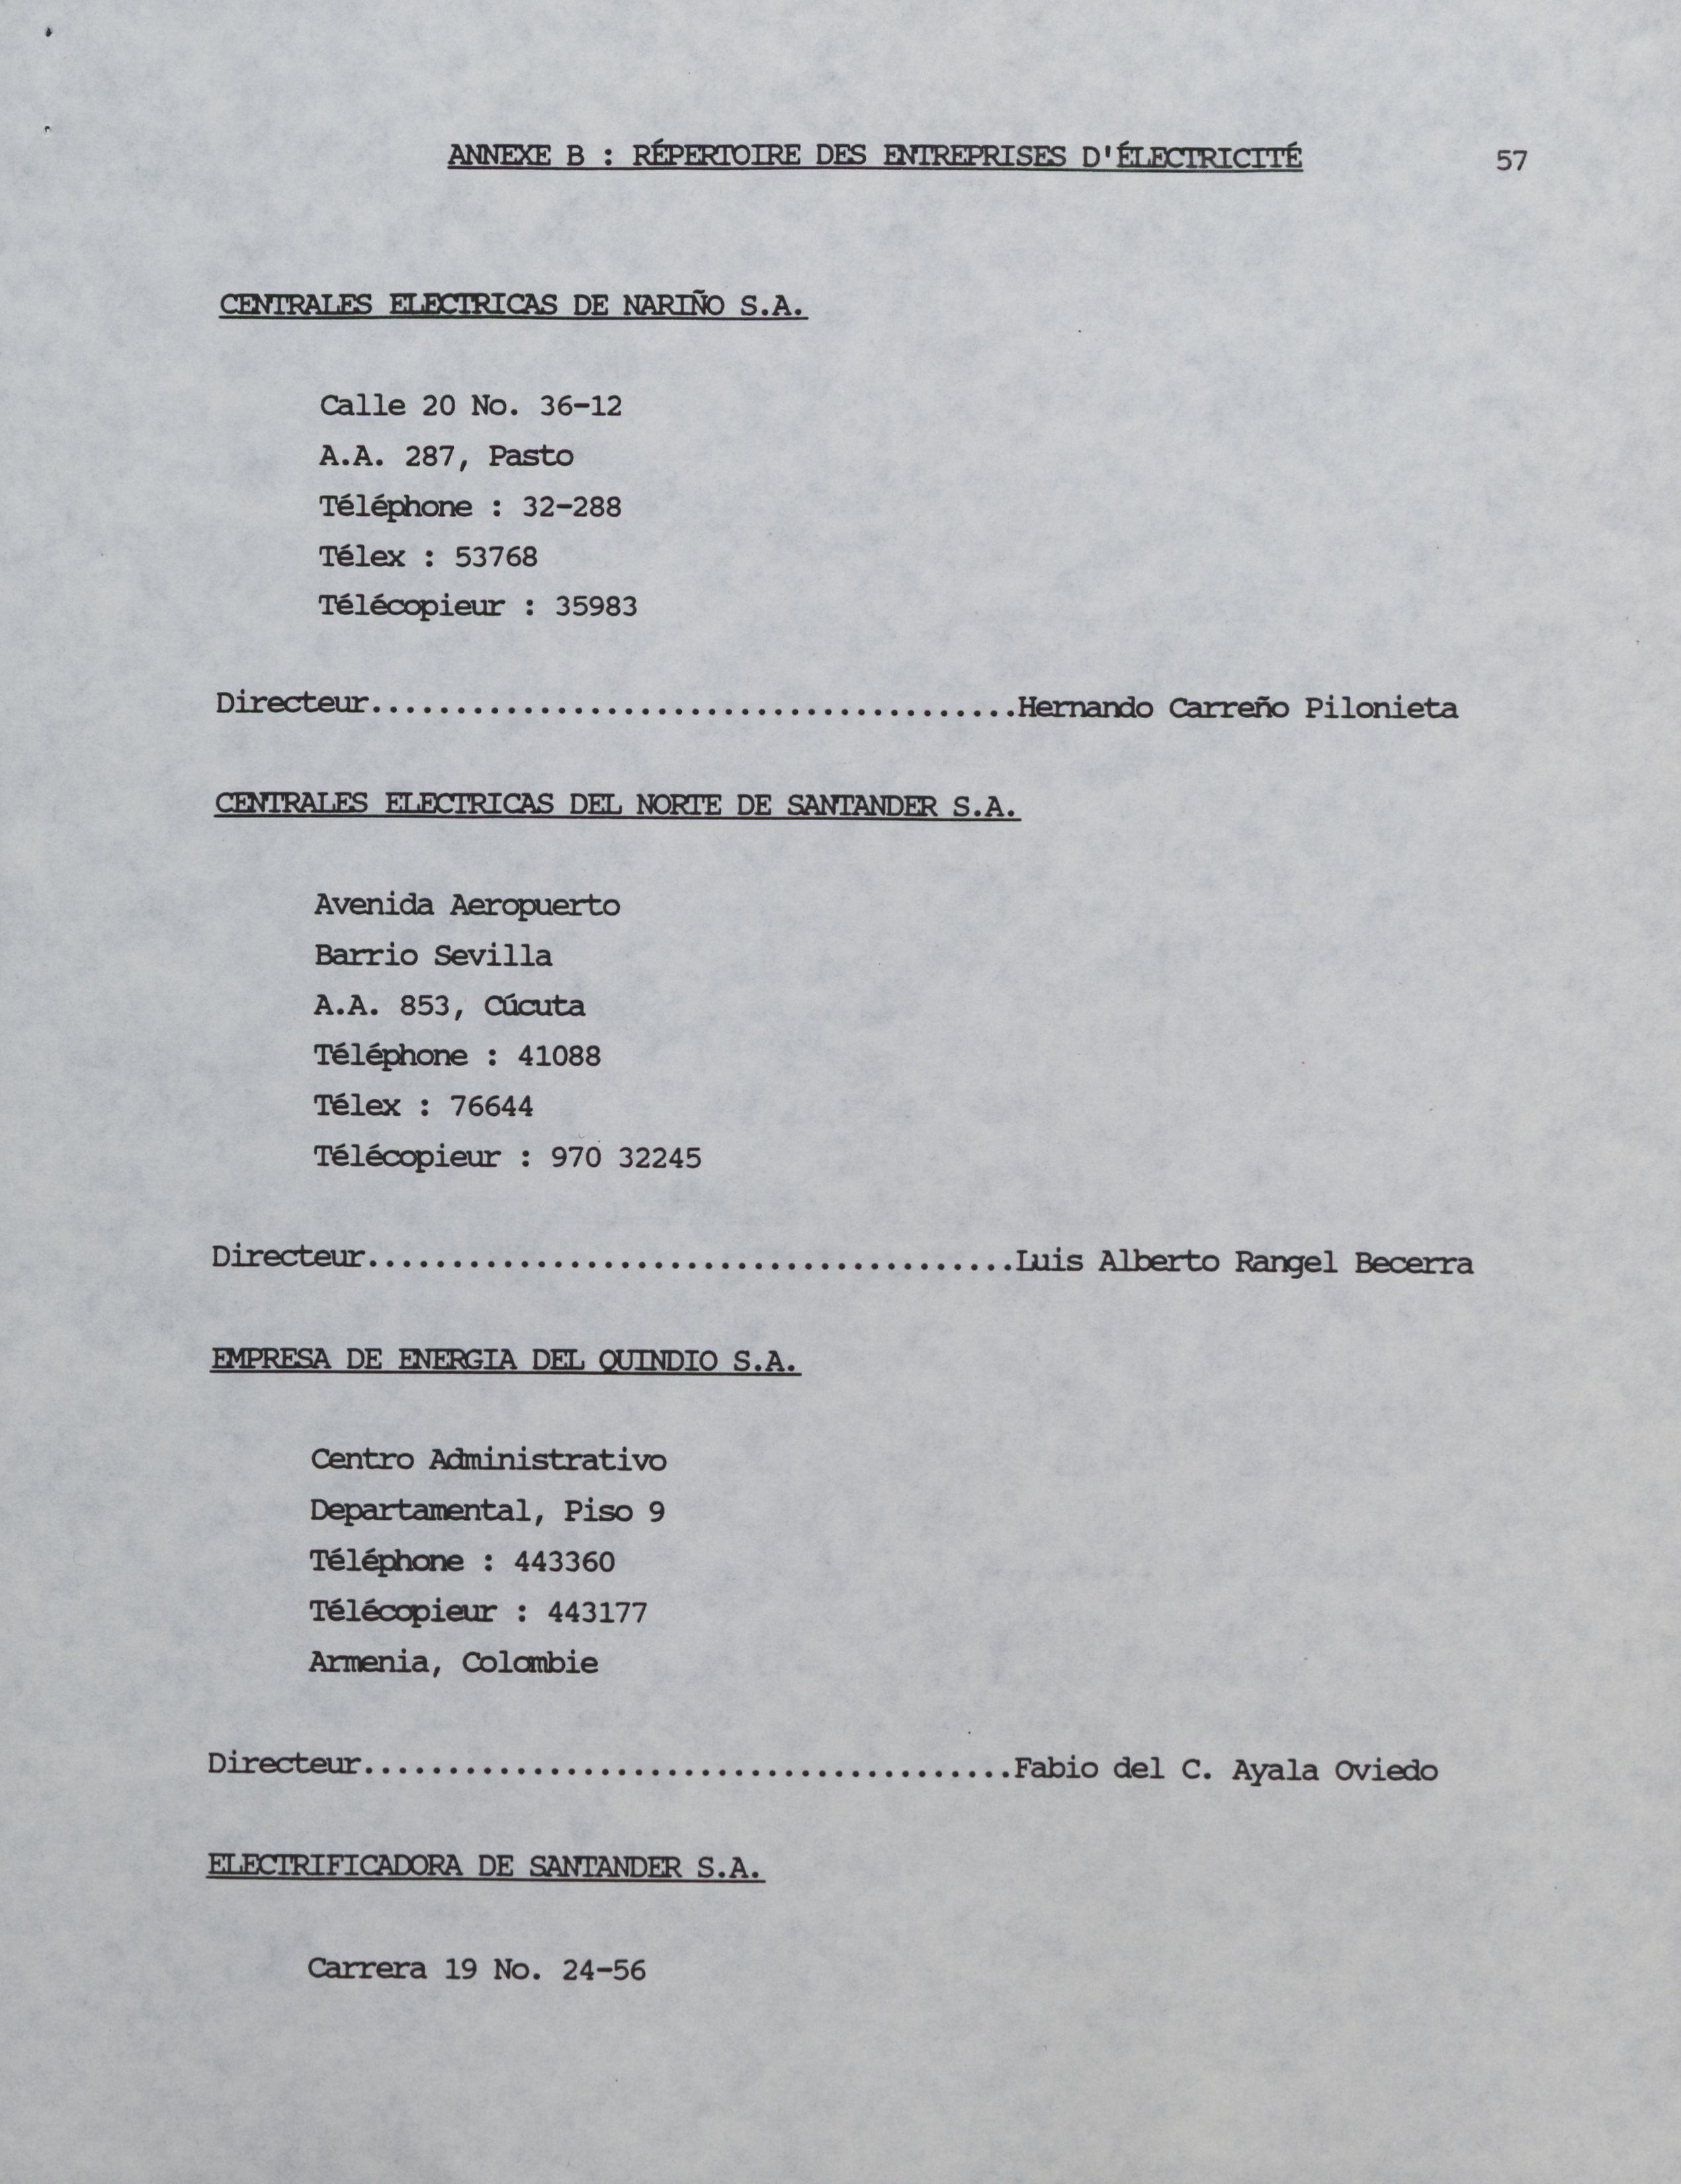 ANNEXE B : RÉPERTOIRE DES ENTREPRISES D'ÉLECTRICITÉ 57
CENTRALES ELECTRICAS DE NARIÑO S.A.
Calle 20 No. 36-12
A.A. 287, Pasto
Téléphone : 32-288
Télex : 53768
Télécopieur : 35983
Directeur......................................Hernando Carreño Pilonieta
CENTRALES ELECTRICAS DEL NORTE DE SANTANDER S.A.
Avenida Aeropuerto
Barrio Sevilla
A.A. 853, Cúcuta
Téléphone : 41088
Télex : 76644
Télécopieur : 970 32245
Directeur......................................Luis Alberto Rangel Becerra
EMPRESA DE ENERGIA DEL QUINDIO S.A.
Centro Administrativo
Departamental, Piso 9
Téléphone : 443360
Télécopieur : 443177
Armenia, Colombie
Directeur......................................Fabio del C. Ayala Oviedo
ELECTRIFICADORA DE SANTANDER S.A.
Carrera 19 No. 24-56